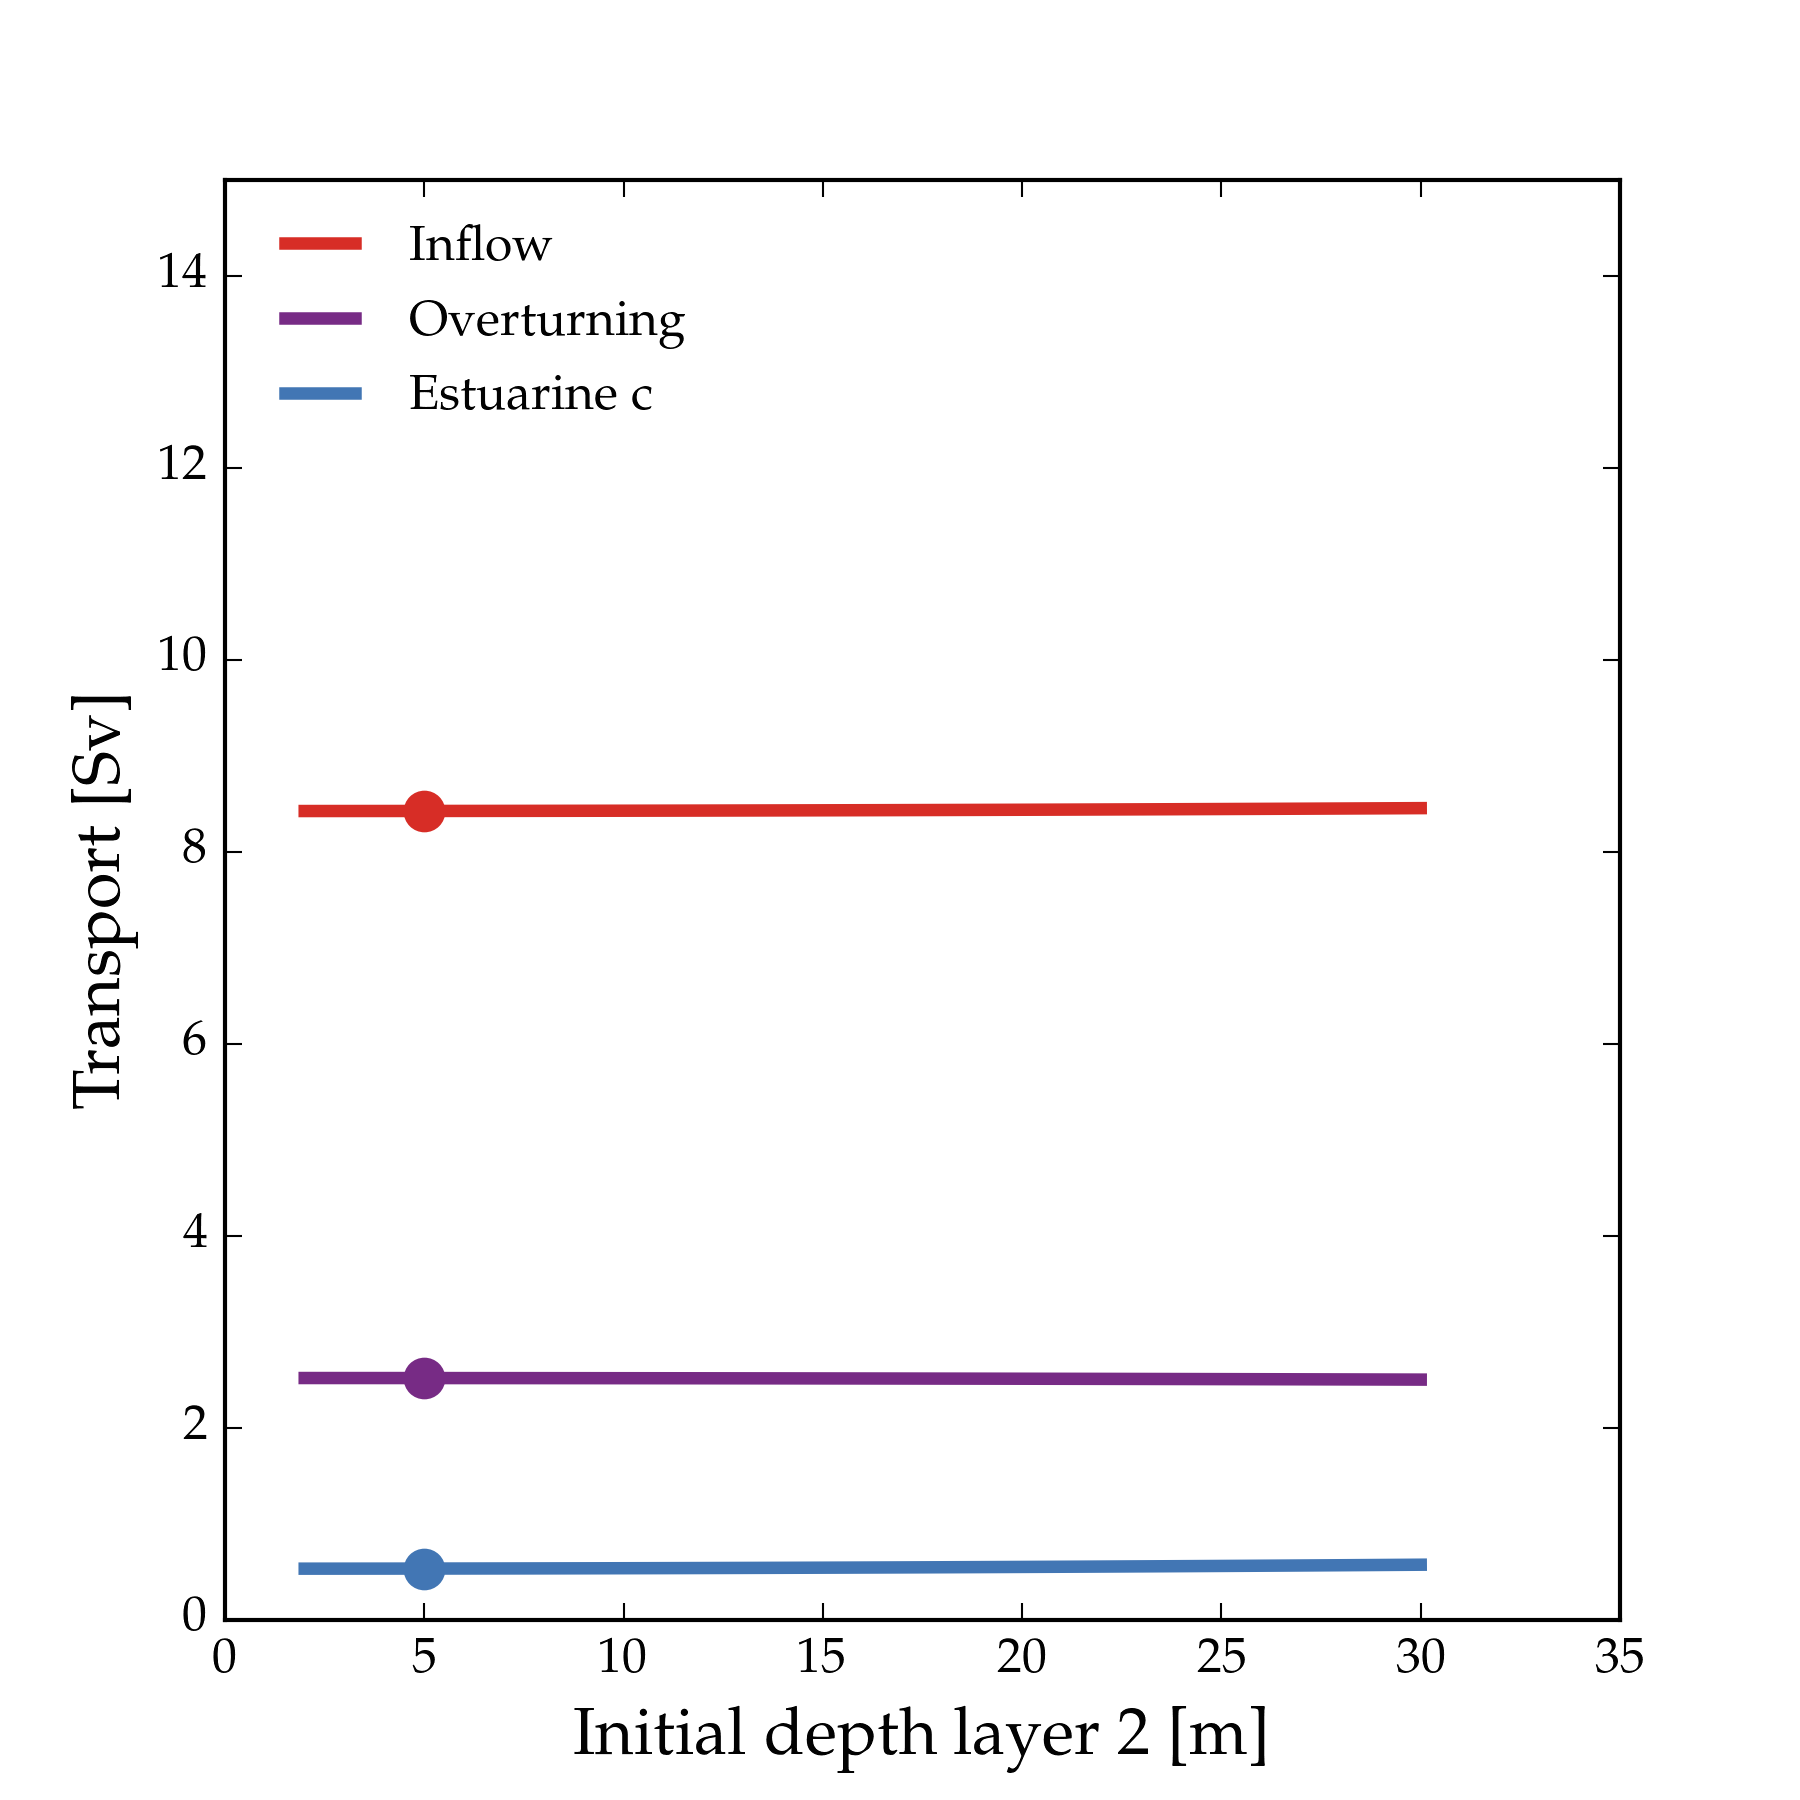 Inflow
Overturning
Estuarine c
14
12
10
8
6
4
2
0
Transport [Sv]
0 5 10 15 20 25 30 35
Initial depth layer 2 [m]